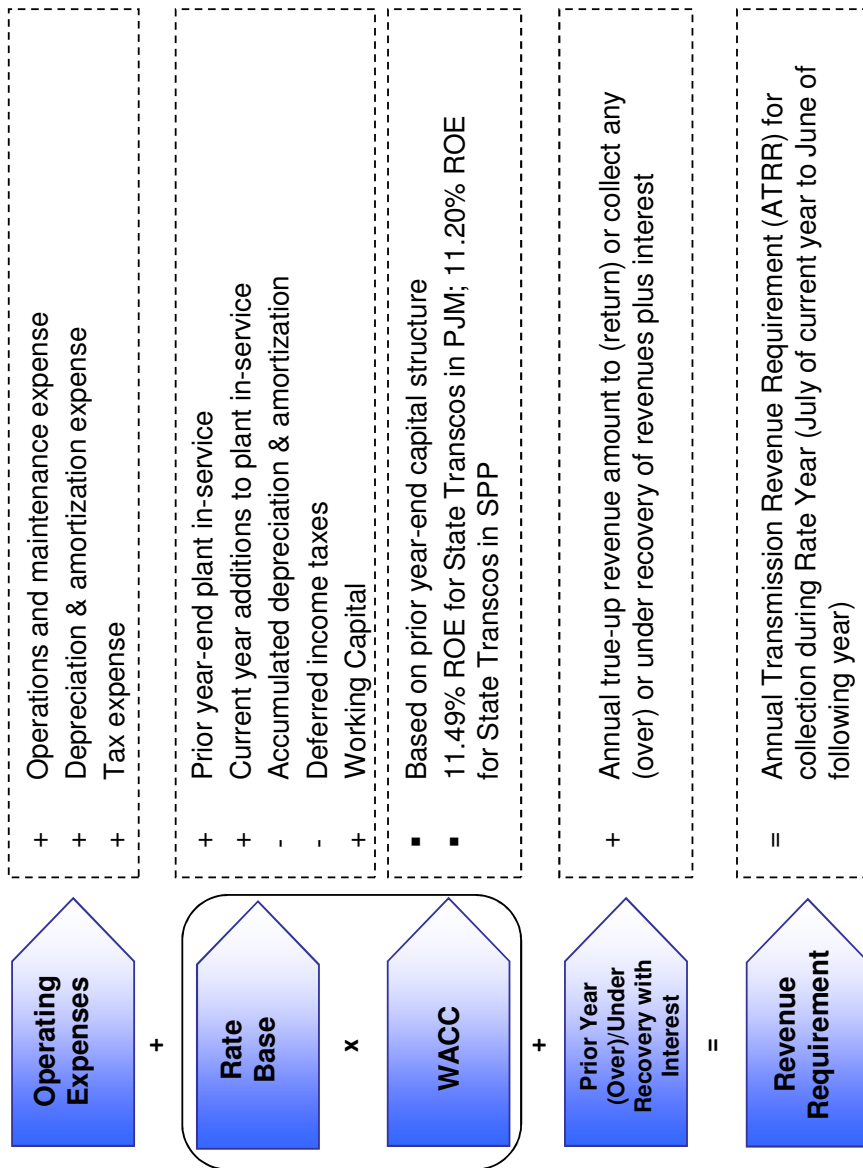 Operating
Expenses
+ Operations and maintenance expense
+ Depreciation & amortization expense
+ Tax expense
+
Rate
Base
+ Prior year-end plant in-service
+ Current year additions to plant in-service
- Accumulated depreciation & amortization
- Deferred income taxes
+ Working Capital
x
WACC
▪ Based on prior year-end capital structure
▪ 11.49% ROE for State Transcos in PJM; 11.20% ROE
for State Transcos in SPP
+
Prior Year
(Over)/Under
Recovery with
Interest
+ Annual true-up revenue amount to (return) or collect any
(over) or under recovery of revenues plus interest
=
Revenue
Requirement
= Annual Transmission Revenue Requirement (ATRR) for
collection during Rate Year (July of current year to June of
following year)